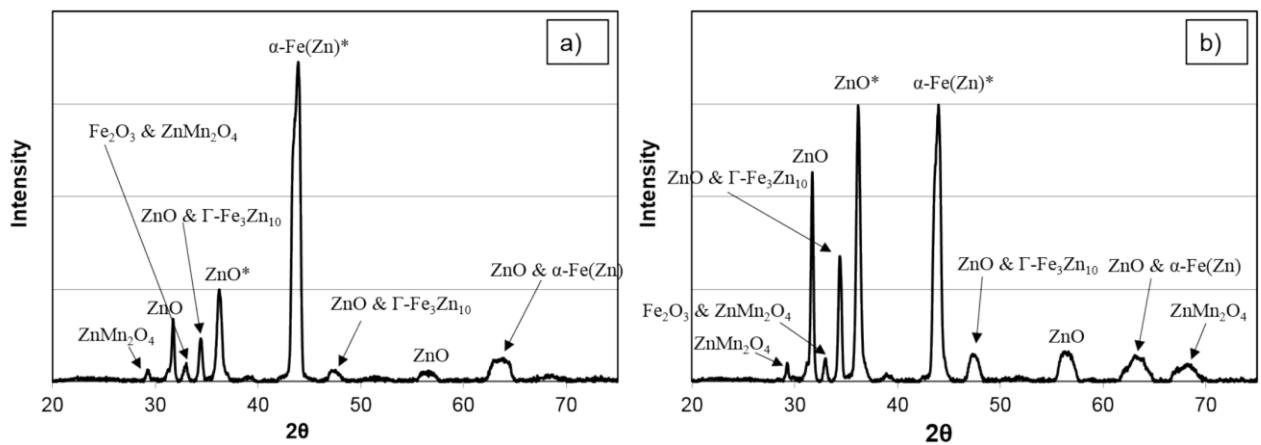 a)
α-Fe(Zn)*
Fe₂O₃ & ZnMn₂O₄
ZnO & Γ-Fe₃Zn₁₀
ZnO*
ZnO & α-Fe(Zn)
ZnO
ZnO & Γ-Fe₃Zn₁₀
ZnMn₂O₄
ZnO
Intensity
20 30 40 50 60 70
2θ
b)
ZnO*
α-Fe(Zn)*
ZnO
ZnO & Γ-Fe₃Zn₁₀
ZnO & Γ-Fe₃Zn₁₀
ZnO & α-Fe(Zn)
Fe₂O₃ & ZnMn₂O₄
ZnMn₂O₄
ZnMn₂O₄
ZnO
Intensity
20 30 40 50 60 70
2θ